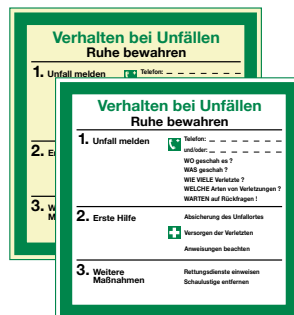 Verhalten bei Unfällen
Ruhe bewahren
1. Unfall melden
Telefon:
2. E
3. W
M
Verhalten bei Unfällen
Ruhe bewahren
1. Unfall melden
Telefon:
und/oder:
WO geschah es ?
WAS geschah ?
WIE VIELE Verletzte ?
WELCHE Arten von Verletzungen ?
WARTEN auf Rückfragen !
2. Erste Hilfe
Absicherung des Unfallortes
Versorgen der Verletzten
Anweisungen beachten
3. Weitere
Maßnahmen
Rettungsdienste einweisen
Schaulustige entfernen